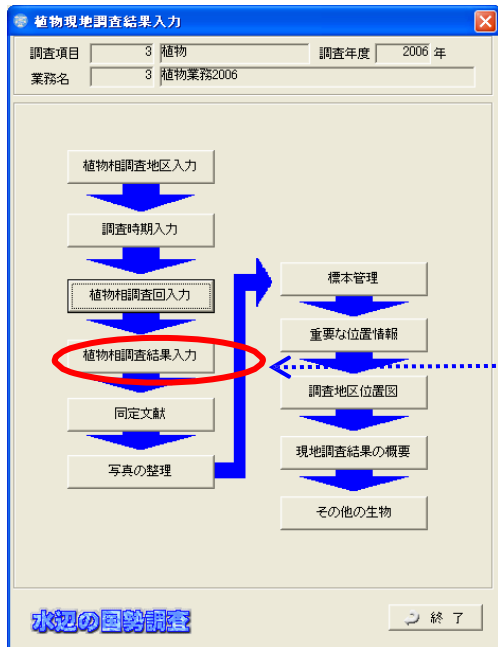 植物現地調査結果入力
調査項目 3 植物 調査年度 2006 年
業務名 3 植物業務2006
植物相調査地区入力
調査時期入力
植物相調査回入力
植物相調査結果入力
同定文献
写真の整理
標本管理
重要な位置情報
調査地区位置図
現地調査結果の概要
その他の生物
水辺の国勢調査
終 了